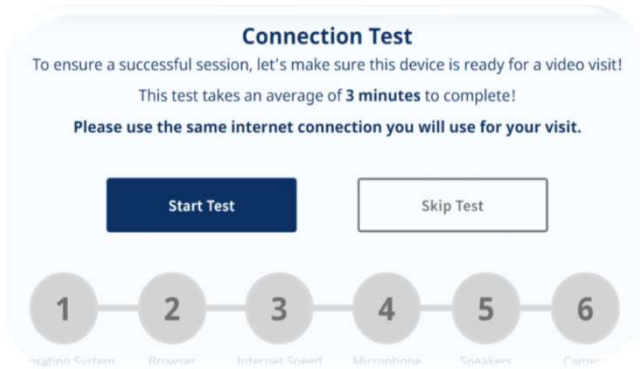 Connection Test
To ensure a successful session, let's make sure this device is ready for a video visit!
This test takes an average of 3 minutes to complete!
Please use the same internet connection you will use for your visit.
Start Test Skip Test
1 2 3 4 5 6
Browser Internet Speed Microphone Speakers